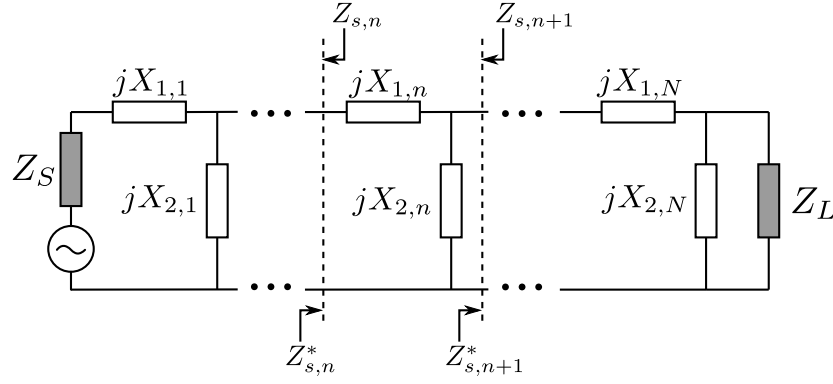 Z_{s,n} Z_{s,n+1}
jX_{1,1} jX_{1,n} jX_{1,N}
Z_S jX_{2,1} jX_{2,n} jX_{2,N} Z_L
Z^*_{s,n} Z^*_{s,n+1}